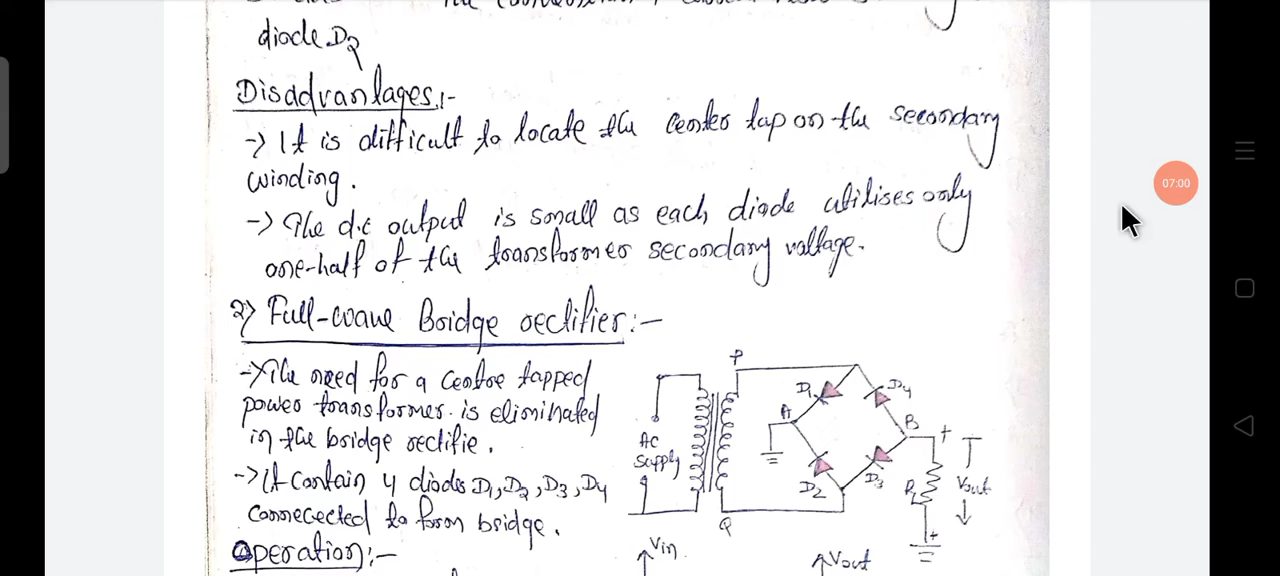 diode D2
Disadvantages:-
→ It is difficult to locate the center tap on the secondary
winding.
→ The d.c output is small as each diode utilises only
one-half of the transformer secondary voltage.
2) Full-wave Bridge rectifier:-
→ The need for a centre tapped
power transformer is eliminated
in the bridge rectifie.
→ It contain 4 diodes D1, D2, D3, D4
connecected to form bridge.
Operation:-
P
D1
D4
A
B
+
AC
Supply
D2
D3
RL
Vout
+
Q
Vin
Vout
07:00